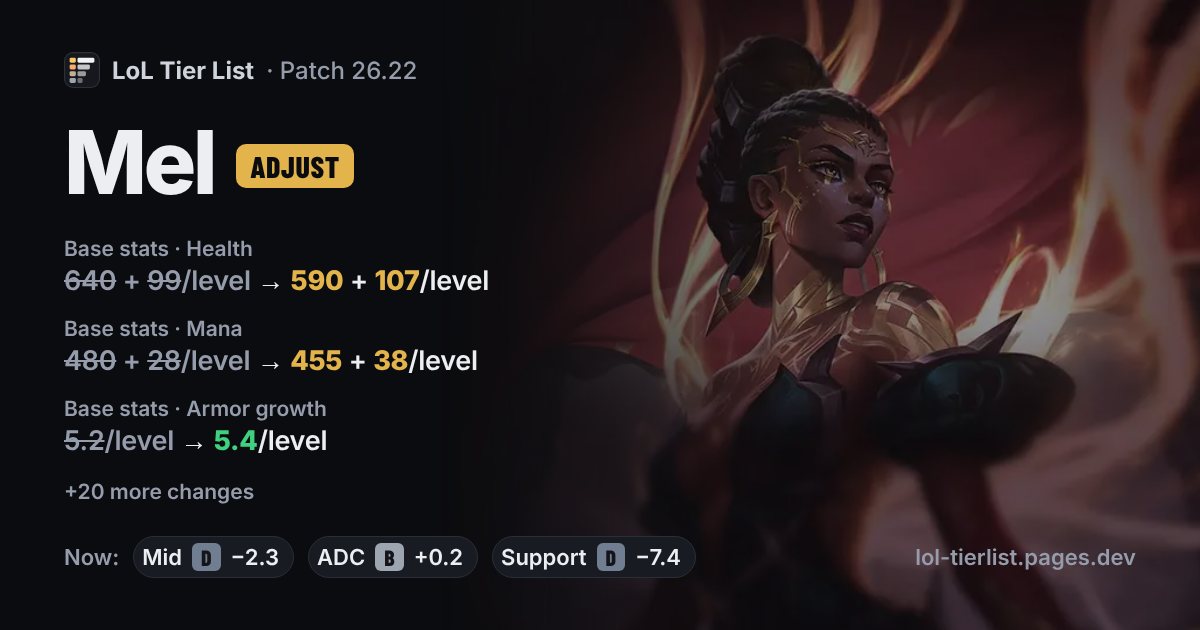 LoL Tier List · Patch 26.22
Mel ADJUST
Base stats · Health
640 + 99/level → 590 + 107/level
Base stats · Mana
480 + 28/level → 455 + 38/level
Base stats · Armor growth
5.2/level → 5.4/level
+20 more changes
Now: Mid D −2.3 ADC B +0.2 Support D −7.4
lol-tierlist.pages.dev